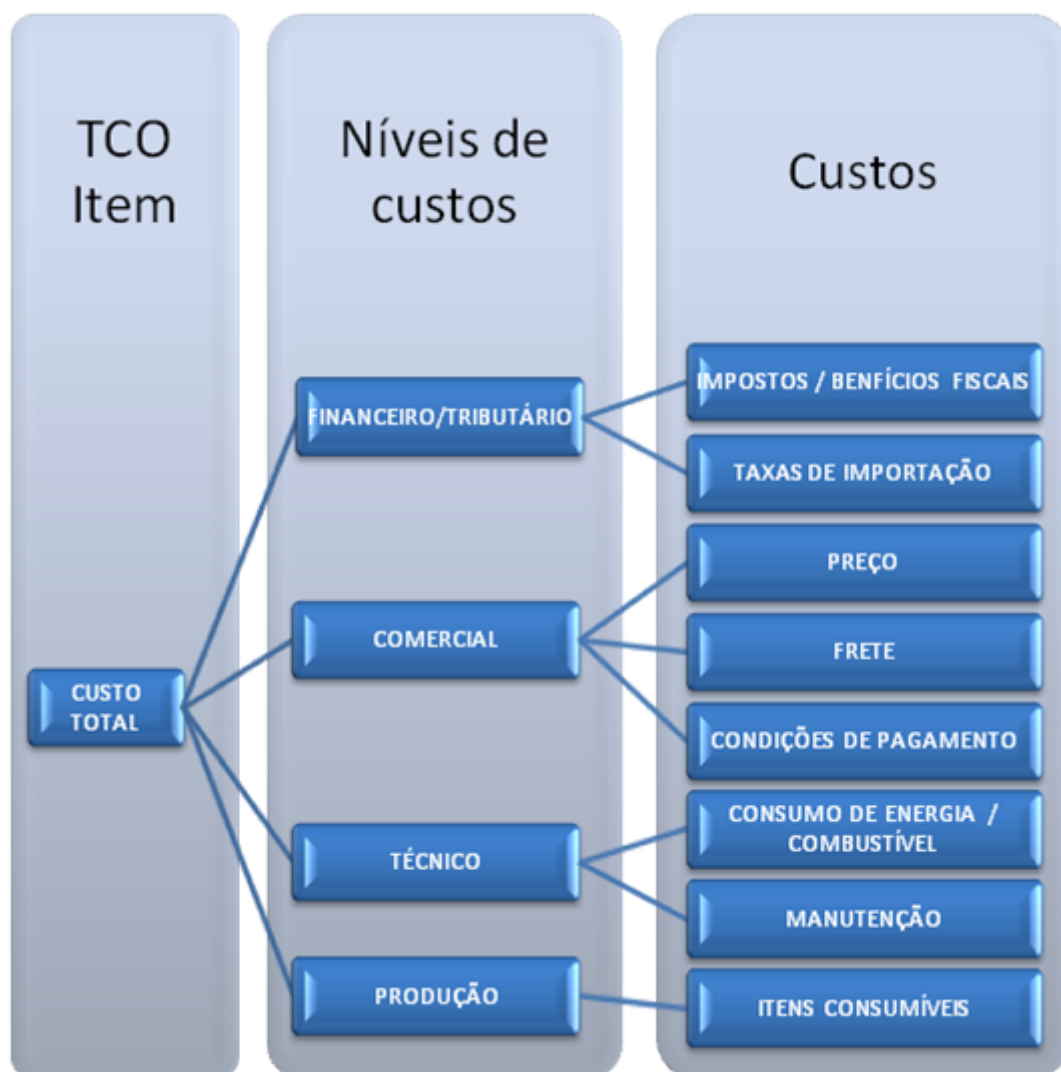 TCO
Item
Níveis de
custos
Custos
CUSTO
TOTAL
FINANCEIRO/TRIBUTÁRIO
COMERCIAL
TÉCNICO
PRODUÇÃO
IMPOSTOS / BENFÍCIOS FISCAIS
TAXAS DE IMPORTAÇÃO
PREÇO
FRETE
CONDIÇÕES DE PAGAMENTO
CONSUMO DE ENERGIA /
COMBUSTÍVEL
MANUTENÇÃO
ITENS CONSUMÍVEIS